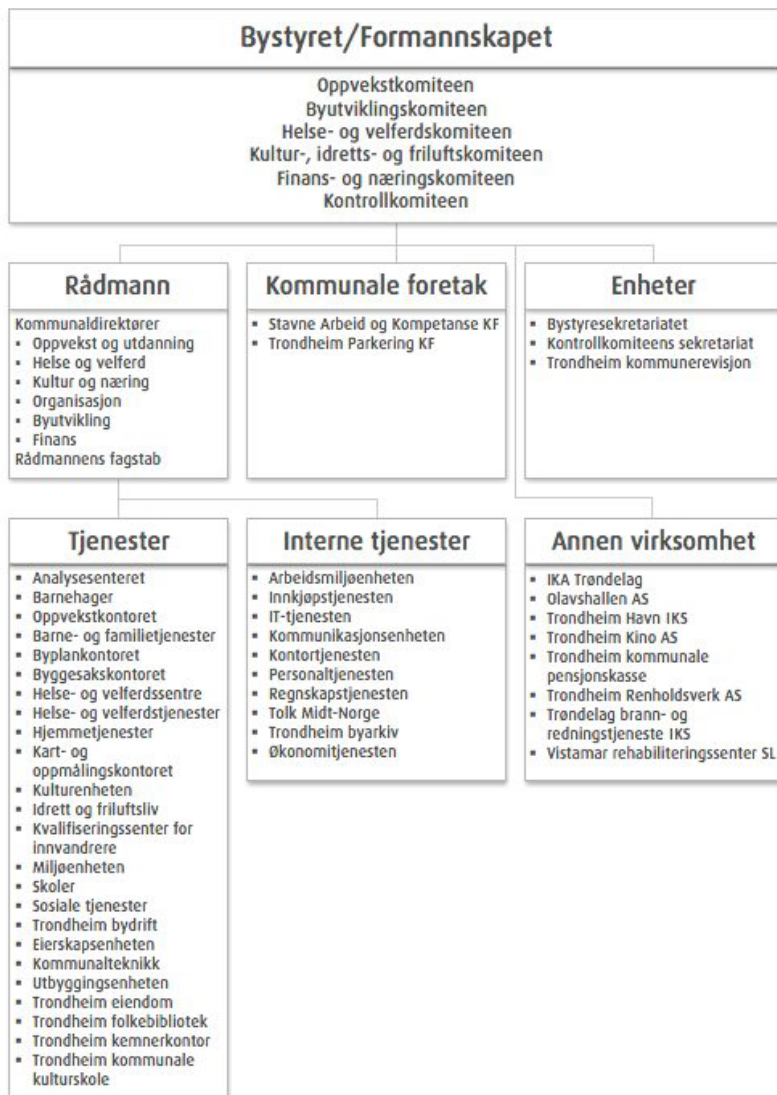 Bystyret/Formannskapet
Oppvekstkomiteen
Byutviklingskomiteen
Helse- og velferdskomiteen
Kultur-, idretts- og friluftskomiteen
Finans- og næringskomiteen
Kontrollkomiteen
Rådmann
Kommunaldirektører
▪ Oppvekst og utdanning
▪ Helse og velferd
▪ Kultur og næring
▪ Organisasjon
▪ Byutvikling
▪ Finans
Rådmannens fagstab
Kommunale foretak
▪ Stavne Arbeid og Kompetanse KF
▪ Trondheim Parkering KF
Enheter
▪ Bystyresekretariatet
▪ Kontrollkomiteens sekretariat
▪ Trondheim kommunerevisjon
Tjenester
▪ Analysesenteret
▪ Barnehager
▪ Oppvekstkontoret
▪ Barne- og familietjenester
▪ Byplankontoret
▪ Byggesakskontoret
▪ Helse- og velferdssentre
▪ Helse- og velferdstjenester
▪ Hjemmetjenester
▪ Kart- og
oppmålingskontoret
▪ Kulturenheten
▪ Idrett og friluftsliv
▪ Kvalifiseringssenter for
innvandrere
▪ Miljøenheten
▪ Skoler
▪ Sosiale tjenester
▪ Trondheim bydrift
▪ Eierskapsenheten
▪ Kommunalteknikk
▪ Utbyggingsenheten
▪ Trondheim eiendom
▪ Trondheim folkebibliotek
▪ Trondheim kemnerkontor
▪ Trondheim kommunale
kulturskole
Interne tjenester
▪ Arbeidsmiljøenheten
▪ Innkjøpstjenesten
▪ IT-tjenesten
▪ Kommunikasjonsenheten
▪ Kontortjenesten
▪ Personaltjenesten
▪ Regnskapstjenesten
▪ Tolk Midt-Norge
▪ Trondheim byarkiv
▪ Økonomitjenesten
Annen virksomhet
▪ IKA Trøndelag
▪ Olavshallen AS
▪ Trondheim Havn IKS
▪ Trondheim Kino AS
▪ Trondheim kommunale
pensjonskasse
▪ Trondheim Renholdsverk AS
▪ Trøndelag brann- og
redningstjeneste IKS
▪ Vistamar rehabiliteringssenter SL